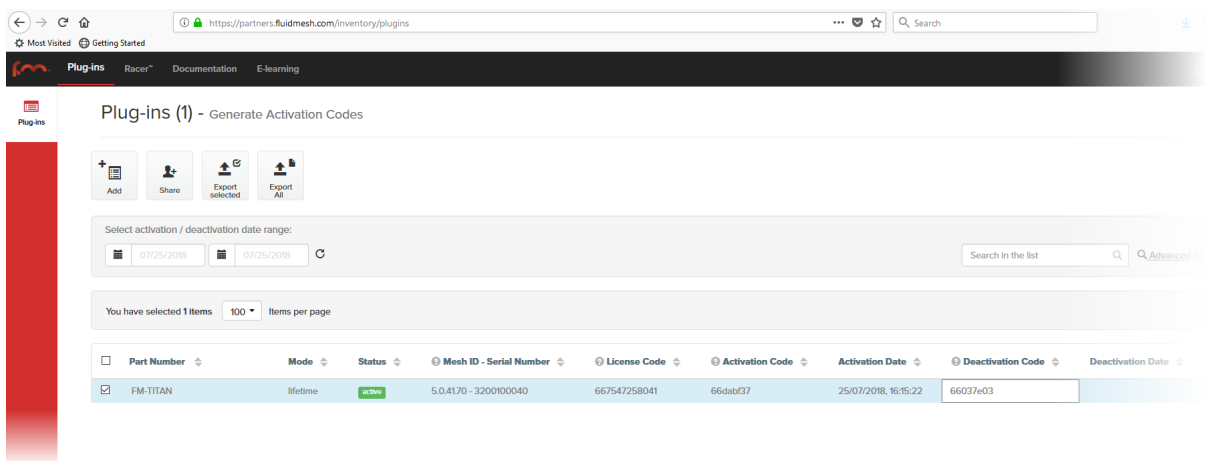 https://partners.fluidmesh.com/inventory/plugins
Search
Most Visited Getting Started
fm. Plug-ins Racer™ Documentation E-learning
Plug-ins
Plug-ins (1) - Generate Activation Codes
Add
Share
Export selected
Export All
Select activation / deactivation date range:
07/25/2018 07/25/2018
Search in the list
Advanced
You have selected 1 items 100 Items per page
Part Number Mode Status Mesh ID - Serial Number License Code Activation Code Activation Date Deactivation Code Deactivation Date
FM-TITAN lifetime active 5.0.41.70 - 3200100040 667547258041 66dabf37 25/07/2018, 16:15:22 66037e03